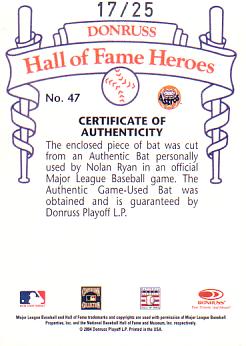 17/25
DONRUSS
Hall of Fame Heroes
No. 47
CERTIFICATE OF
AUTHENTICITY
The enclosed piece of bat was cut
from an Authentic Bat personally
used by Nolan Ryan in an official
Major League Baseball game. The
Authentic Game-Used Bat was
obtained and is guaranteed by
Donruss Playoff L.P.
DONRUSS
Major League Baseball and Hall of Fame trademarks and copyrights are used with permission of Major League
Baseball Properties, Inc. and the National Baseball Hall of Fame and Museum, Inc. respectively.
© 2004 Donruss Playoff L.P. Printed in the USA.